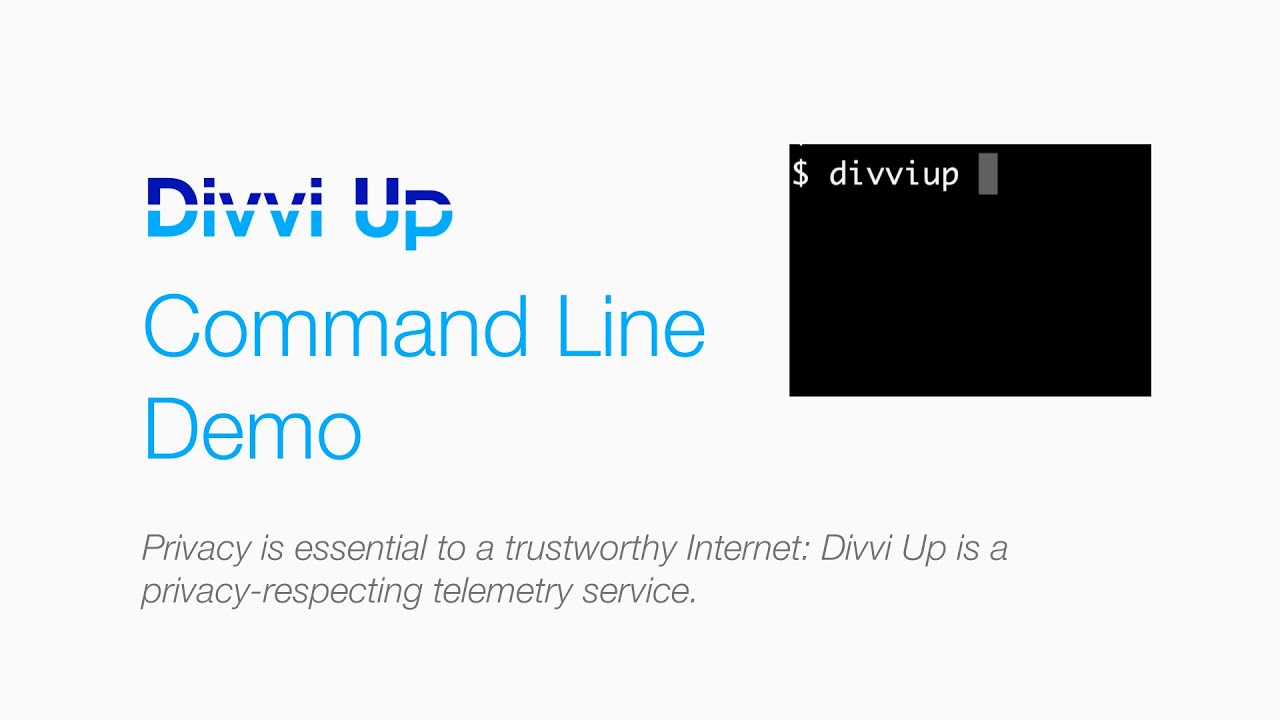 Divvi Up
Command Line
Demo
$ divviup
Privacy is essential to a trustworthy Internet: Divvi Up is a
privacy-respecting telemetry service.